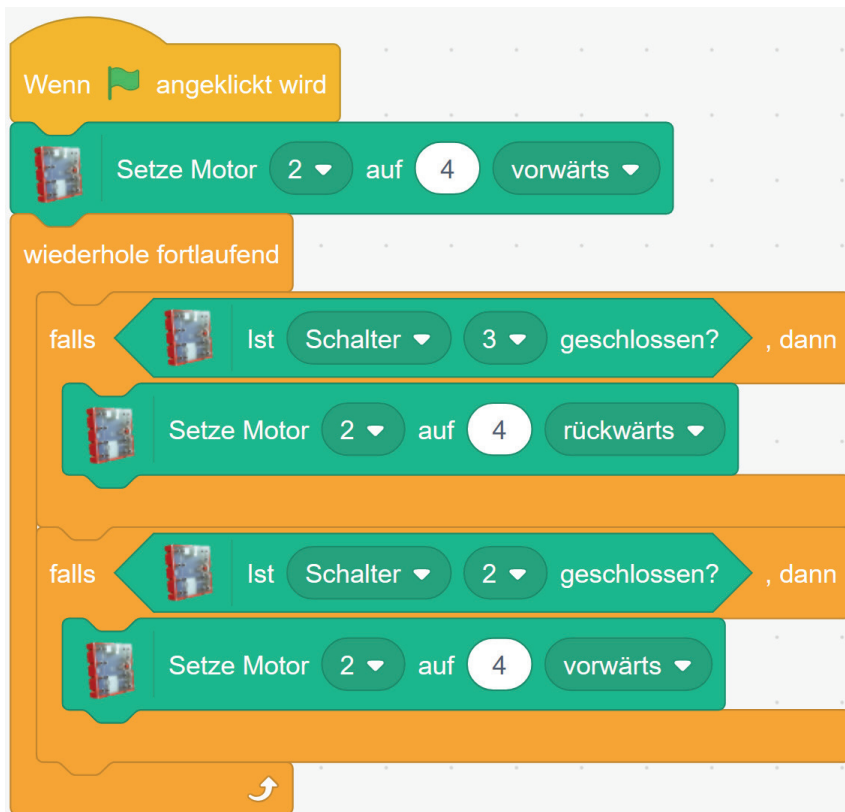 Wenn angeklickt wird
Setze Motor 2 auf 4 vorwärts
wiederhole fortlaufend
falls Ist Schalter 3 geschlossen? , dann
Setze Motor 2 auf 4 rückwärts
falls Ist Schalter 2 geschlossen? , dann
Setze Motor 2 auf 4 vorwärts